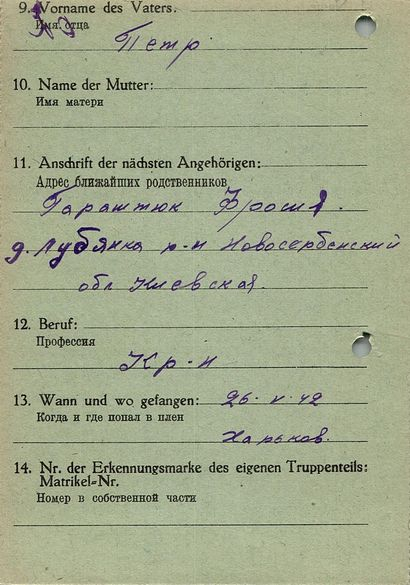 9. Vorname des Vaters.
Имя отца
Петр
10. Name der Mutter:
Имя матери
11. Anschrift der nächsten Angehörigen:
Адрес ближайших родственников
Гараштюк Фрося.
д. Лубянка р-н Новосербенский
обл Киевская.
12. Beruf:
Профессия
Кр-н
13. Wann und wo gefangen: 26. V. 42
Когда и где попал в плен
Харьков.
14. Nr. der Erkennungsmarke des eigenen Truppenteils:
Matrikel=Nr.
Номер в собственной части